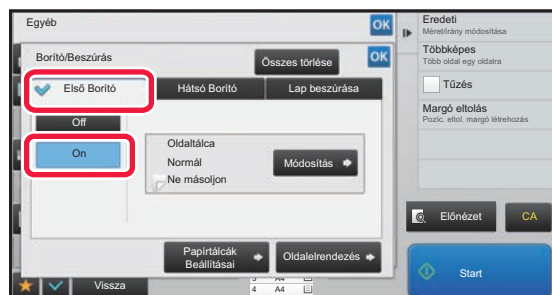 Egyéb
OK
Borító/Beszúrás
Összes törlése
OK
Első Borító
Hátsó Borító
Lap beszúrása
Off
On
Oldaltálca
Normál
Ne másoljon
Módosítás
Papírtálcák
Beállításai
Oldalelrendezés
Vissza
3 A4
4 A4
Eredeti
Méret/irány módosítása
Többképes
Több oldal egy oldalra
Tűzés
Margó eltolás
Pozíc. eltol. margó létrehozás
Előnézet
CA
Start